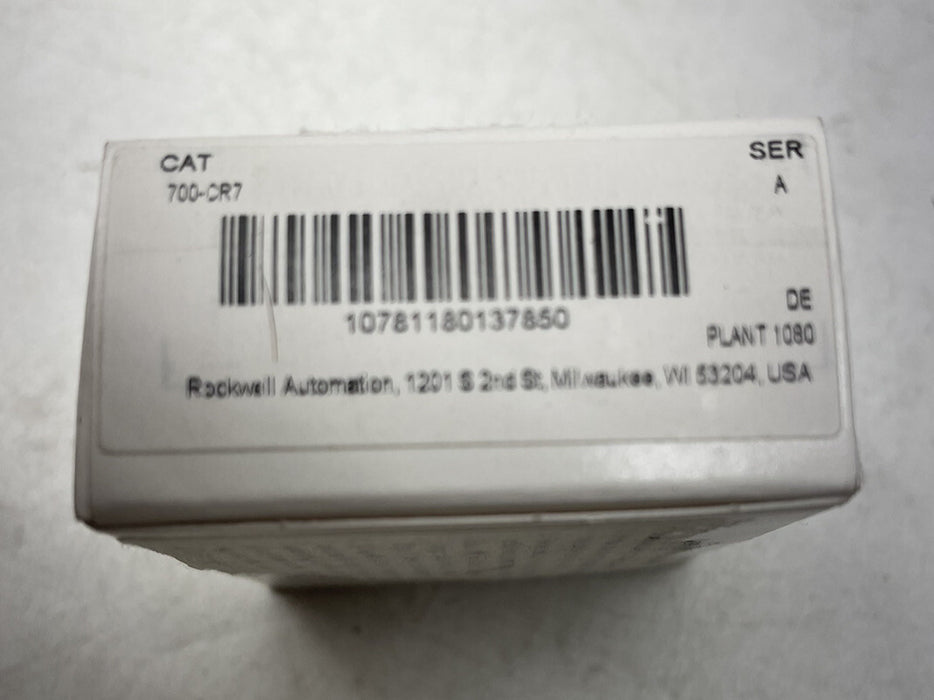 CAT
SER
700-CR7
A
10781180137850
DE
PLANT 1080
Rockwell Automation, 1201 S 2nd St, Milwaukee, WI 53204, USA